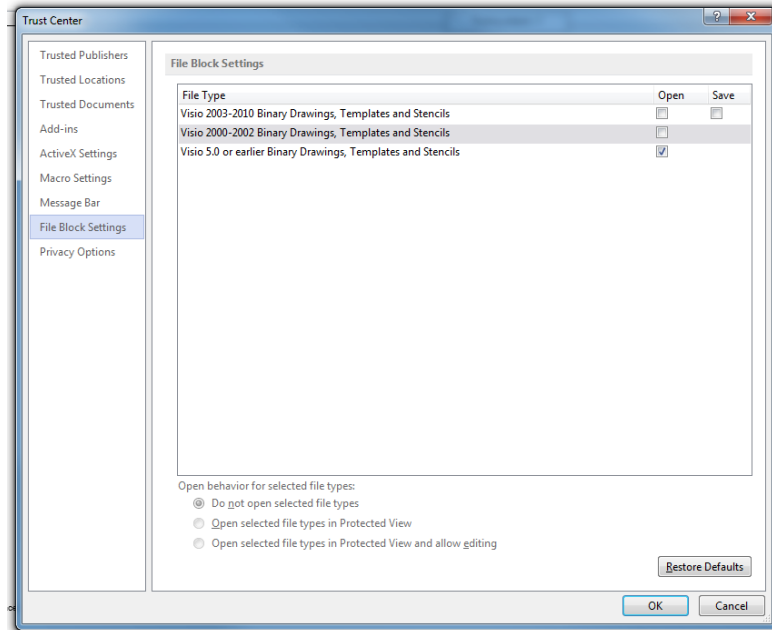 Trust Center
Trusted Publishers
Trusted Locations
Trusted Documents
Add-ins
ActiveX Settings
Macro Settings
Message Bar
File Block Settings
Privacy Options
File Block Settings
File Type Open Save
Visio 2003-2010 Binary Drawings, Templates and Stencils
Visio 2000-2002 Binary Drawings, Templates and Stencils
Visio 5.0 or earlier Binary Drawings, Templates and Stencils
Open behavior for selected file types:
Do not open selected file types
Open selected file types in Protected View
Open selected file types in Protected View and allow editing
Restore Defaults
OK Cancel